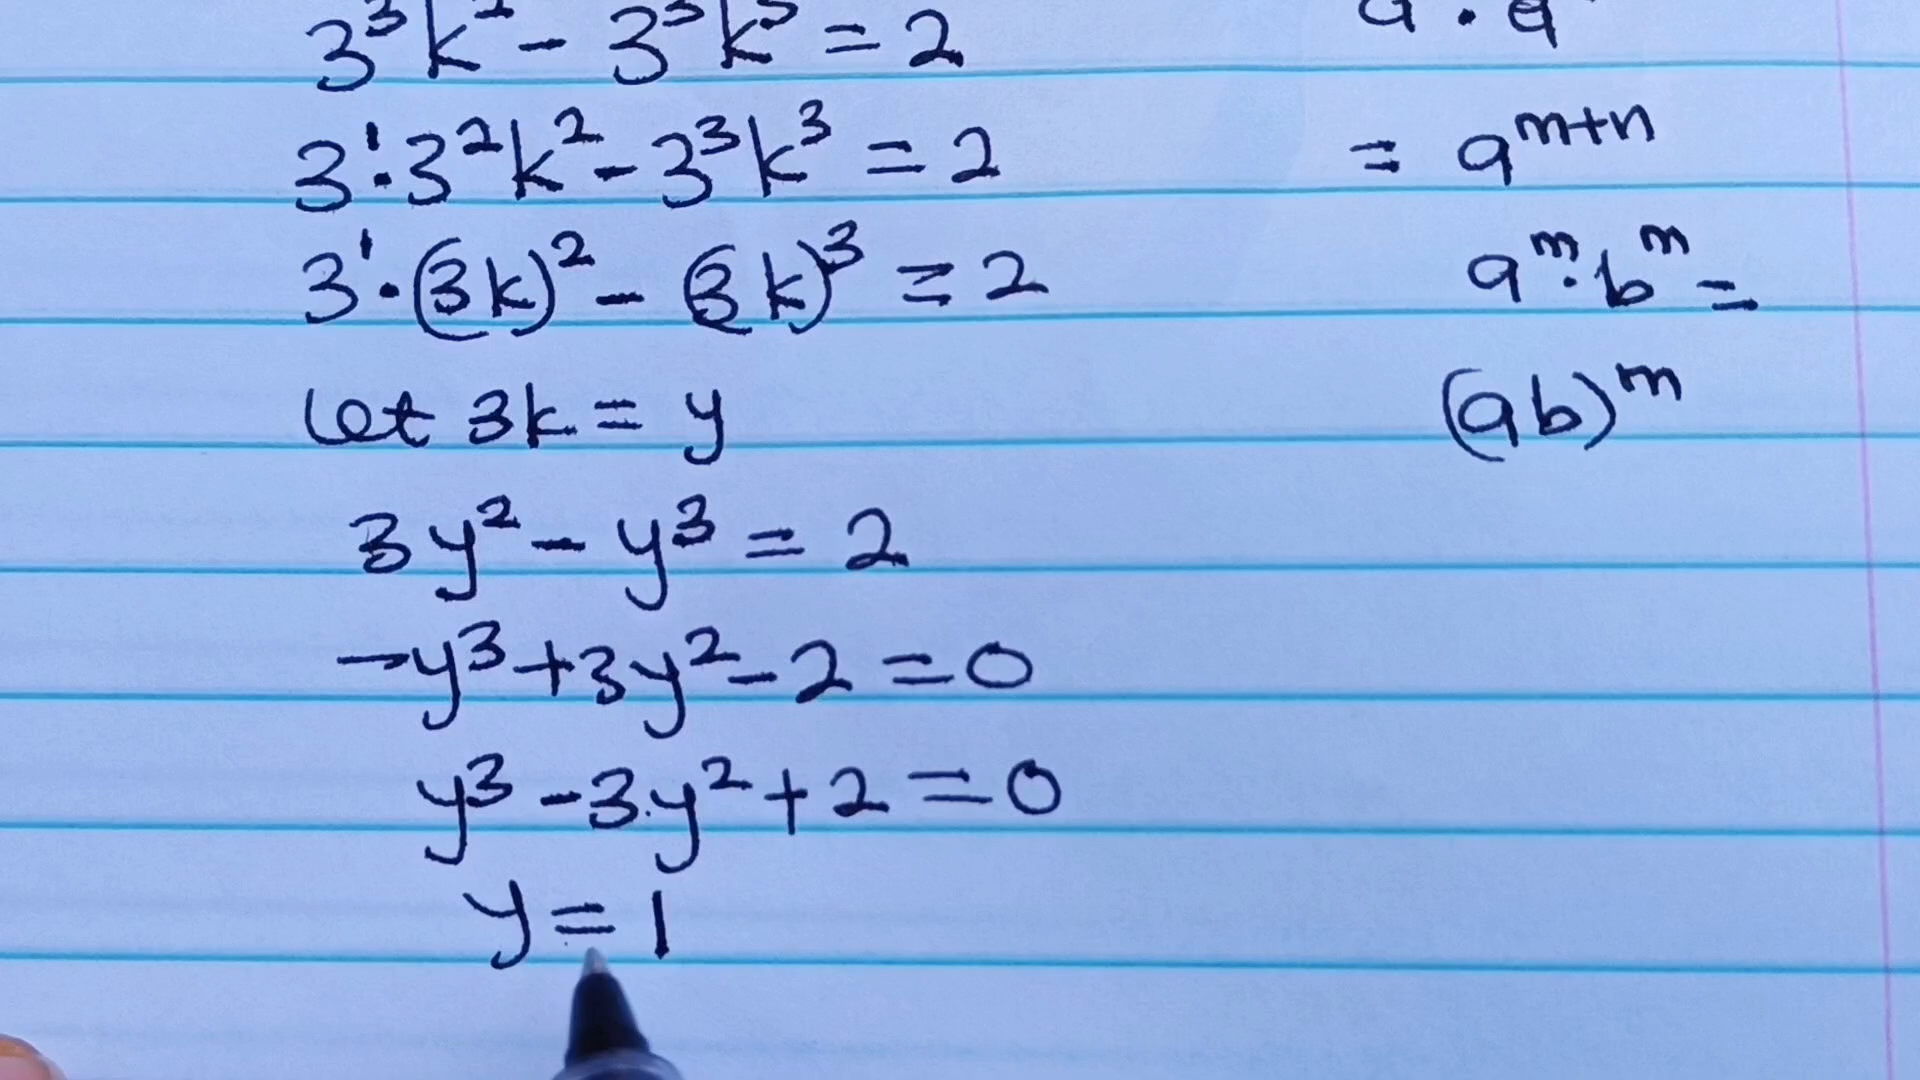 3³k² - 3³k³ = 2
3¹·3²k² - 3³k³ = 2
3¹·(3k)² - (3k)³ = 2
let 3k = y
3y² - y³ = 2
-y³ + 3y² - 2 = 0
y³ - 3y² + 2 = 0
y = 1
a · a
= a^(m+n)
a^m · b^m =
(ab)^m